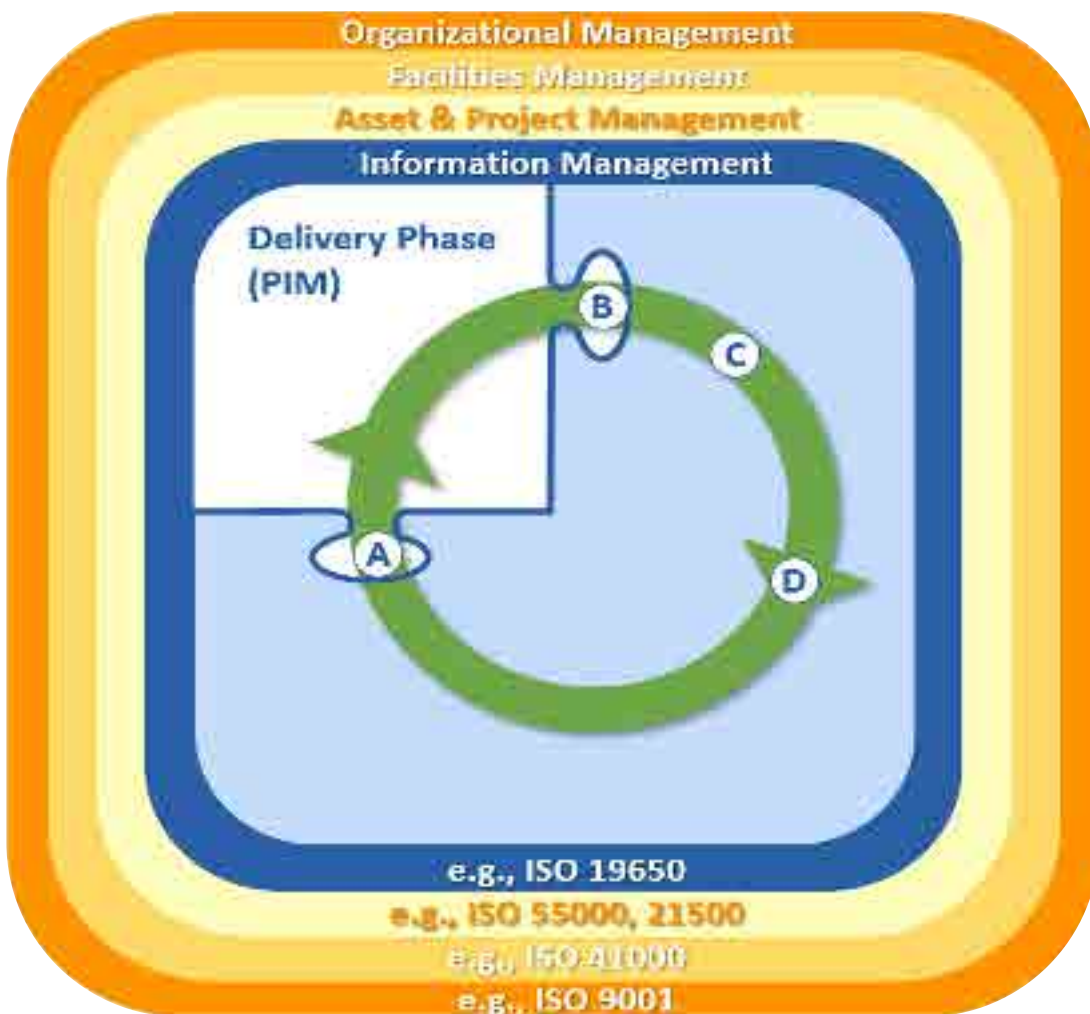 Organizational Management
Facilities Management
Asset & Project Management
Information Management
Delivery Phase
(PIM)
B
C
A
D
e.g., ISO 19650
e.g., ISO 55000, 21500
e.g., ISO 41000
e.g., ISO 9001